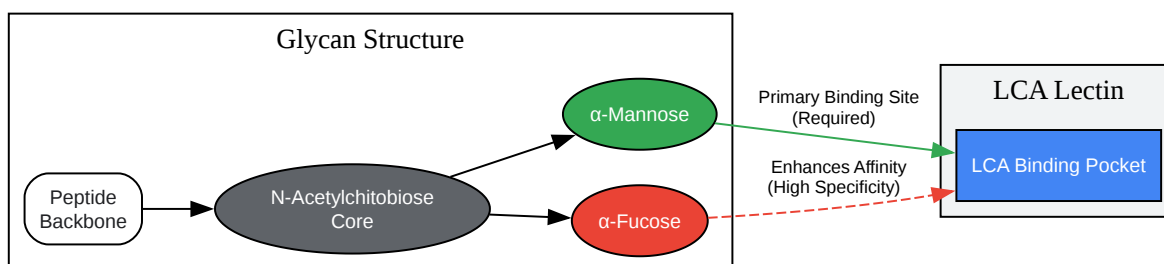 Glycan Structure
Peptide
Backbone
N-Acetylchitobiose
Core
α-Mannose
α-Fucose
Primary Binding Site
(Required)
Enhances Affinity
(High Specificity)
LCA Lectin
LCA Binding Pocket